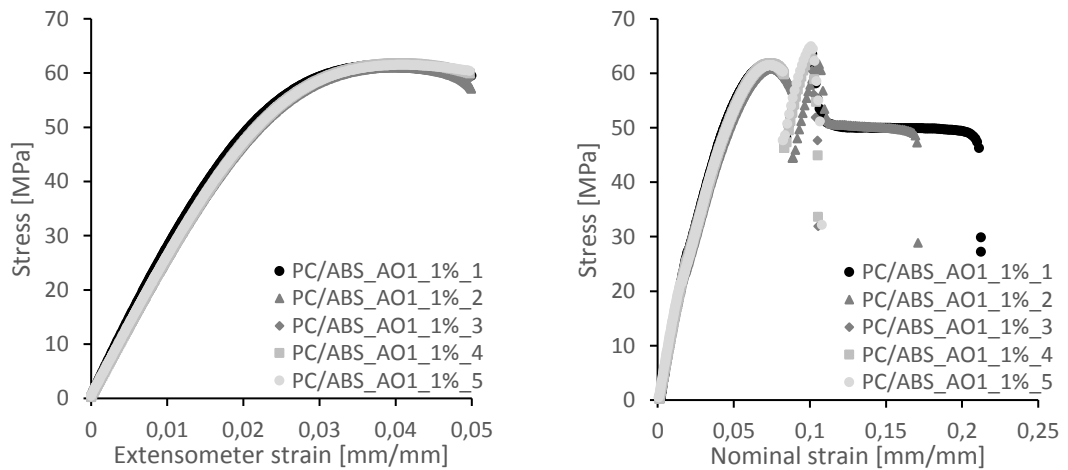 Stress [MPa]
70
60
50
40
30
20
10
0
PC/ABS_AO1_1%_1
PC/ABS_AO1_1%_2
PC/ABS_AO1_1%_3
PC/ABS_AO1_1%_4
PC/ABS_AO1_1%_5
0 0,01 0,02 0,03 0,04 0,05
Extensometer strain [mm/mm]
Stress [MPa]
70
60
50
40
30
20
10
0
PC/ABS_AO1_1%_1
PC/ABS_AO1_1%_2
PC/ABS_AO1_1%_3
PC/ABS_AO1_1%_4
PC/ABS_AO1_1%_5
0 0,05 0,1 0,15 0,2 0,25
Nominal strain [mm/mm]